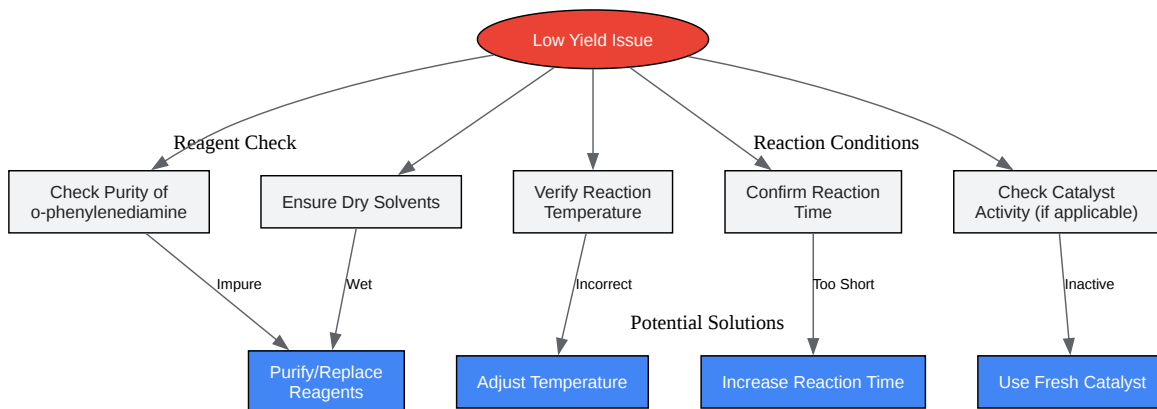 Low Yield Issue
Reagent Check
Reaction Conditions
Check Purity of
o-phenylenediamine
Ensure Dry Solvents
Verify Reaction
Temperature
Confirm Reaction
Time
Check Catalyst
Activity (if applicable)
Impure
Wet
Incorrect
Too Short
Inactive
Potential Solutions
Purify/Replace
Reagents
Adjust Temperature
Increase Reaction Time
Use Fresh Catalyst